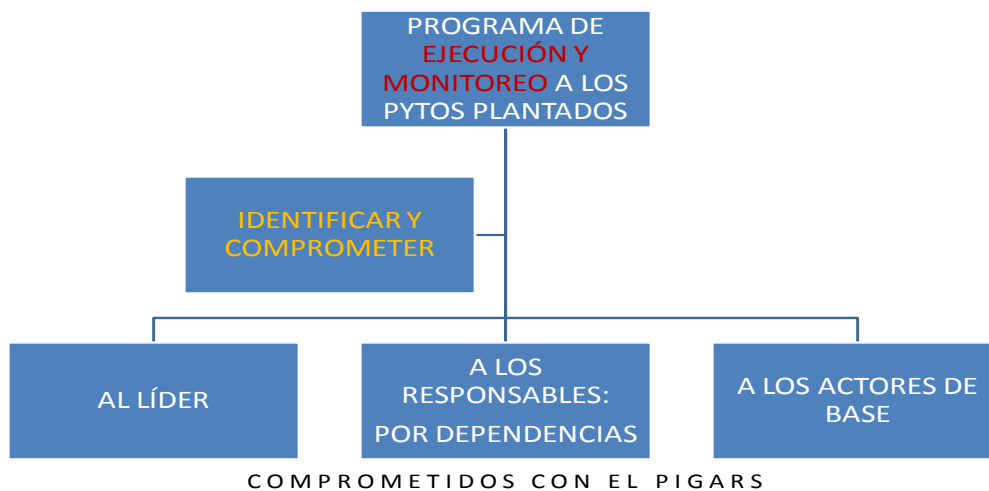 PROGRAMA DE
EJECUCIÓN Y
MONITOREO A LOS
PYTOS PLANTADOS
IDENTIFICAR Y
COMPROMETER
AL LÍDER
A LOS
RESPONSABLES:
POR DEPENDENCIAS
A LOS ACTORES DE
BASE
COMPROMETIDOS CON EL PIGARS